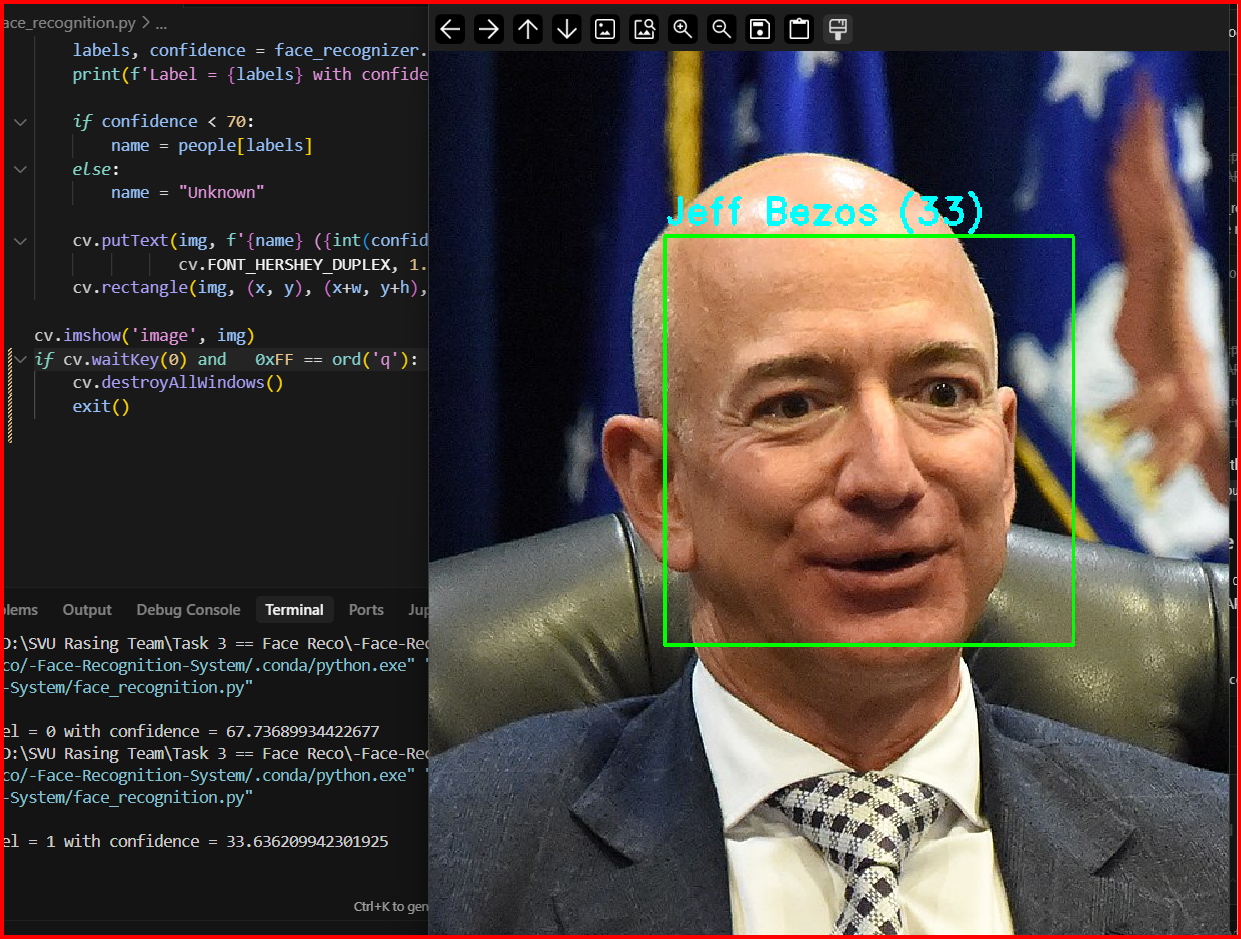 ace_recognition.py > ...
labels, confidence = face_recognizer.
print(f'Label = {labels} with confide
if confidence < 70:
name = people[labels]
else:
name = "Unknown"
cv.putText(img, f'{name} ({int(confid
cv.FONT_HERSHEY_DUPLEX, 1.
cv.rectangle(img, (x, y), (x+w, y+h),
cv.imshow('image', img)
if cv.waitKey(0) and   0xFF == ord('q'):
cv.destroyAllWindows()
exit()
Jeff Bezos (33)
blems Output Debug Console Terminal Ports Jup
D:\SVU Rasing Team\Task 3 == Face Reco\-Face-Rec
co/-Face-Recognition-System/.conda/python.exe" "
-System/face_recognition.py"
el = 0 with confidence = 67.73689934422677
D:\SVU Rasing Team\Task 3 == Face Reco\-Face-Rec
co/-Face-Recognition-System/.conda/python.exe" "
-System/face_recognition.py"
el = 1 with confidence = 33.636209942301925
Ctrl+K to gen